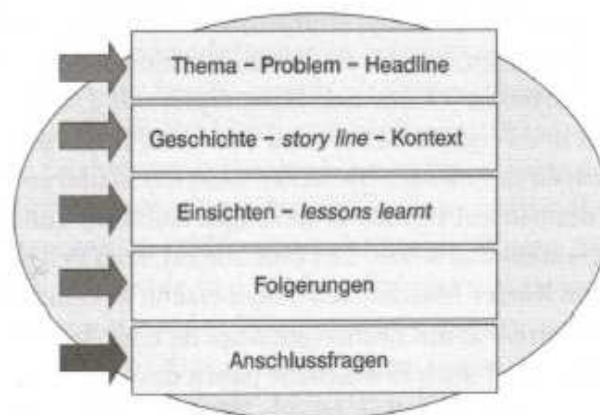 Thema – Problem – Headline
Geschichte – story line – Kontext
Einsichten – lessons learnt
Folgerungen
Anschlussfragen